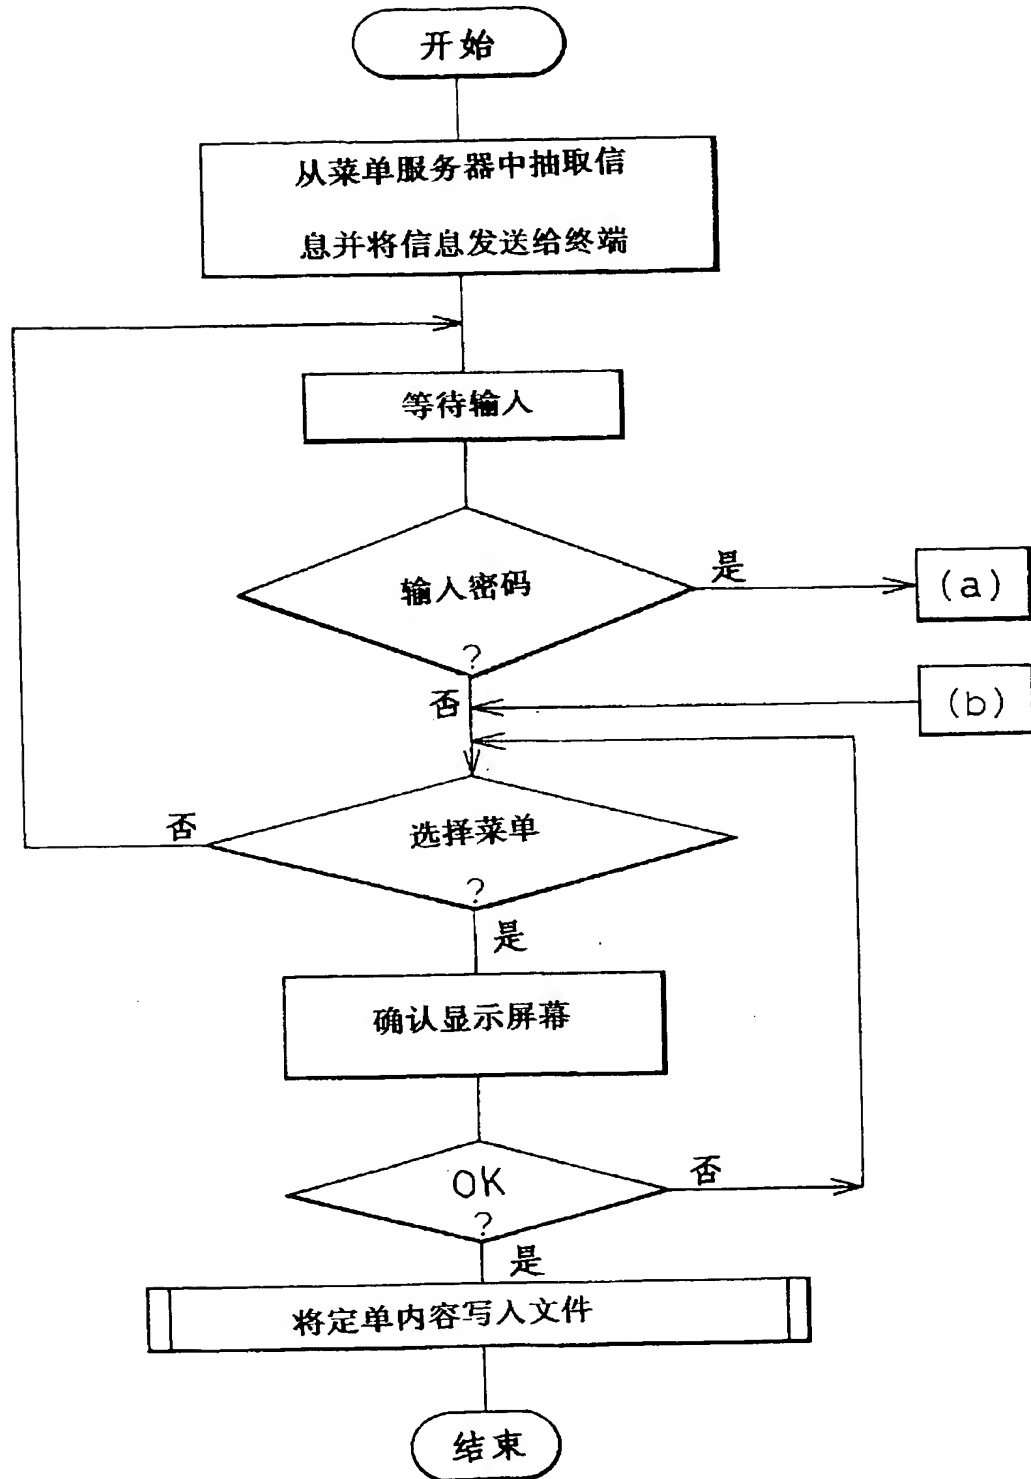 开始
从菜单服务器中抽取信
息并将信息发送给终端
等待输入
输入密码
?
是
(a)
否
(b)
选择菜单
?
否
是
确认显示屏幕
OK
?
否
是
将定单内容写入文件
结束